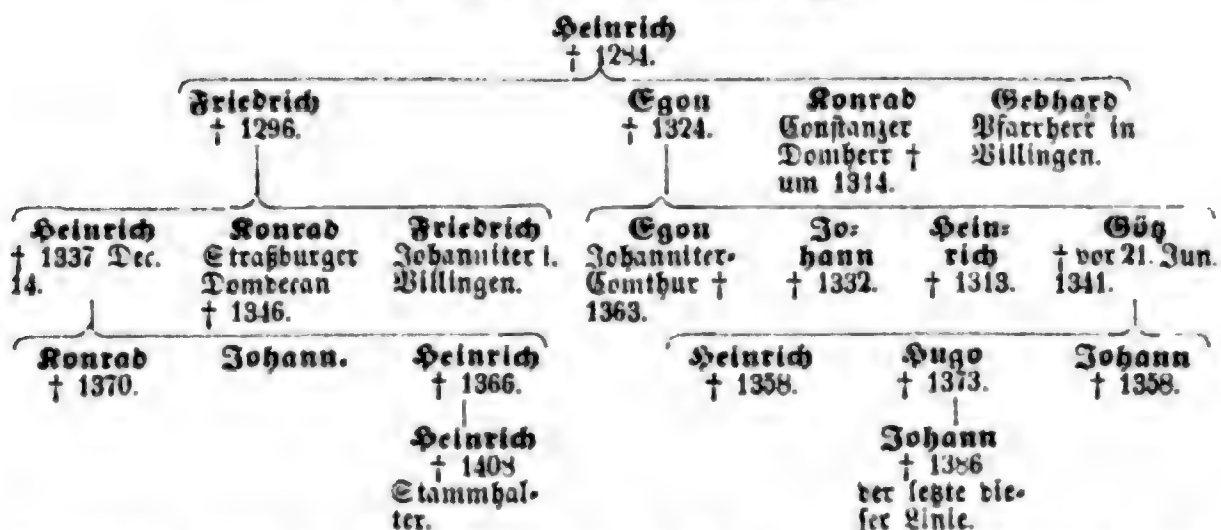 Heinrich
† 1284.
Friedrich
† 1296.
Egon
† 1324.
Konrad
Constanzer
Domherr †
um 1314.
Gebhard
Pfarrherr in
Villingen.
Heinrich
† 1337 Dec.
14.
Konrad
Straßburger
Domdecan
† 1346.
Friedrich
Johanniter i.
Villingen.
Egon
Johanniter-
Comthur †
1363.
Jo-
hann
† 1332.
Hein-
rich
† 1313.
Götz
† vor 21. Jun.
1341.
Konrad
† 1370.
Johann.
Heinrich
† 1366.
Heinrich
† 1358.
Hugo
† 1373.
Johann
† 1358.
Heinrich
† 1408
Stammhal-
ter.
Johann
† 1386
der letzte die-
ser Linie.